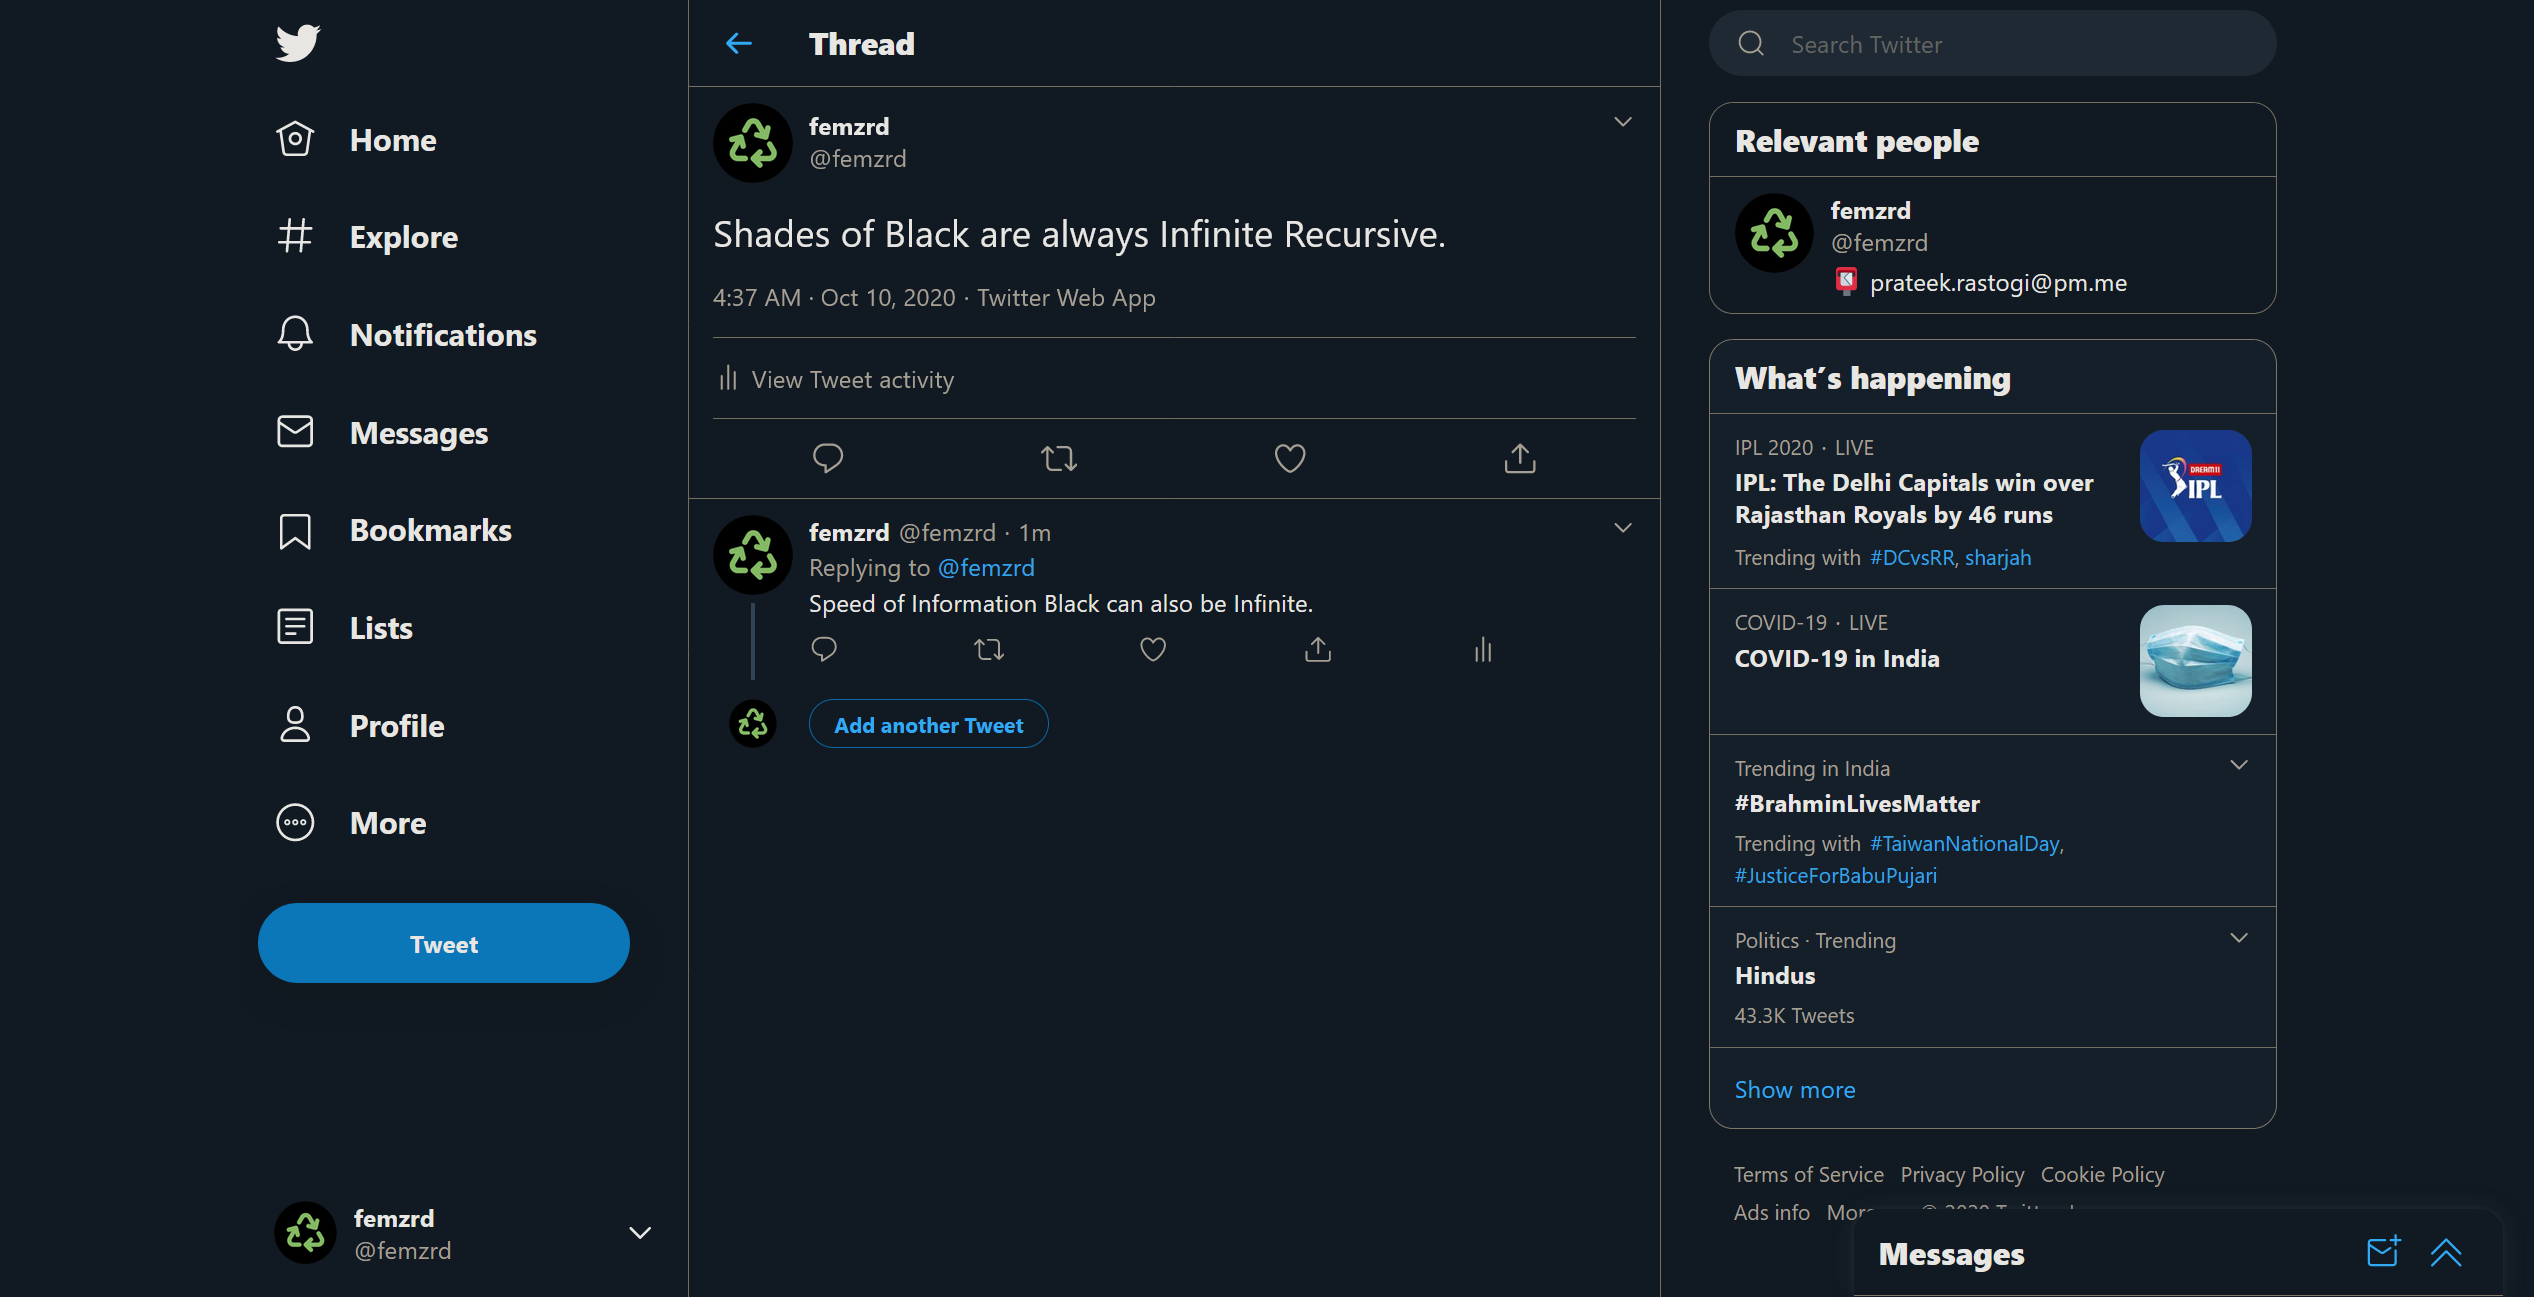 Home
Explore
Notifications
Messages
Bookmarks
Lists
Profile
More
Tweet
femzrd
@femzrd
Thread
femzrd
@femzrd
Shades of Black are always Infinite Recursive.
4:37 AM · Oct 10, 2020 · Twitter Web App
View Tweet activity
femzrd @femzrd · 1m
Replying to @femzrd
Speed of Information Black can also be Infinite.
Add another Tweet
Search Twitter
Relevant people
femzrd
@femzrd
prateek.rastogi@pm.me
What's happening
IPL 2020 · LIVE
IPL: The Delhi Capitals win over
Rajasthan Royals by 46 runs
Trending with #DCvsRR, sharjah
DREAM11
IPL
COVID-19 · LIVE
COVID-19 in India
Trending in India
#BrahminLivesMatter
Trending with #TaiwanNationalDay,
#JusticeForBabuPujari
Politics · Trending
Hindus
43.3K Tweets
Show more
Terms of Service Privacy Policy Cookie Policy
Ads info More © 2020
Messages